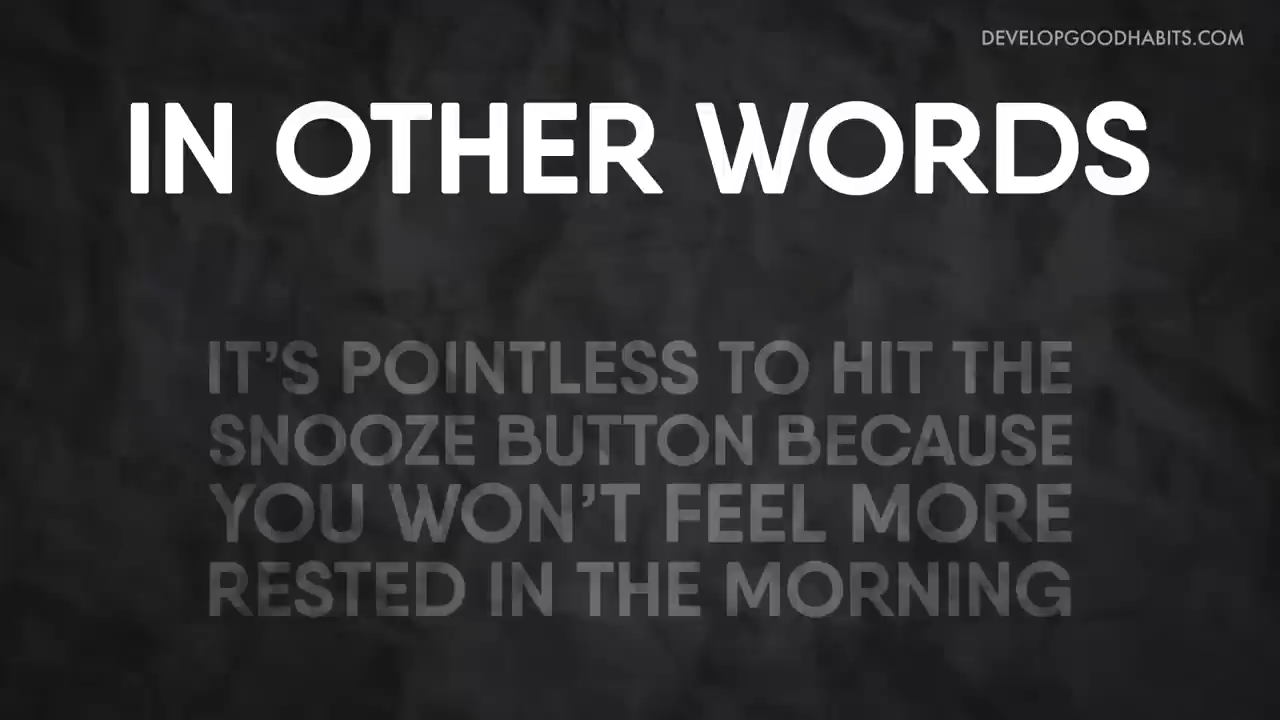 DEVELOPGOODHABITS.COM
IN OTHER WORDS
IT'S POINTLESS TO HIT THE
SNOOZE BUTTON BECAUSE
YOU WON'T FEEL MORE
RESTED IN THE MORNING